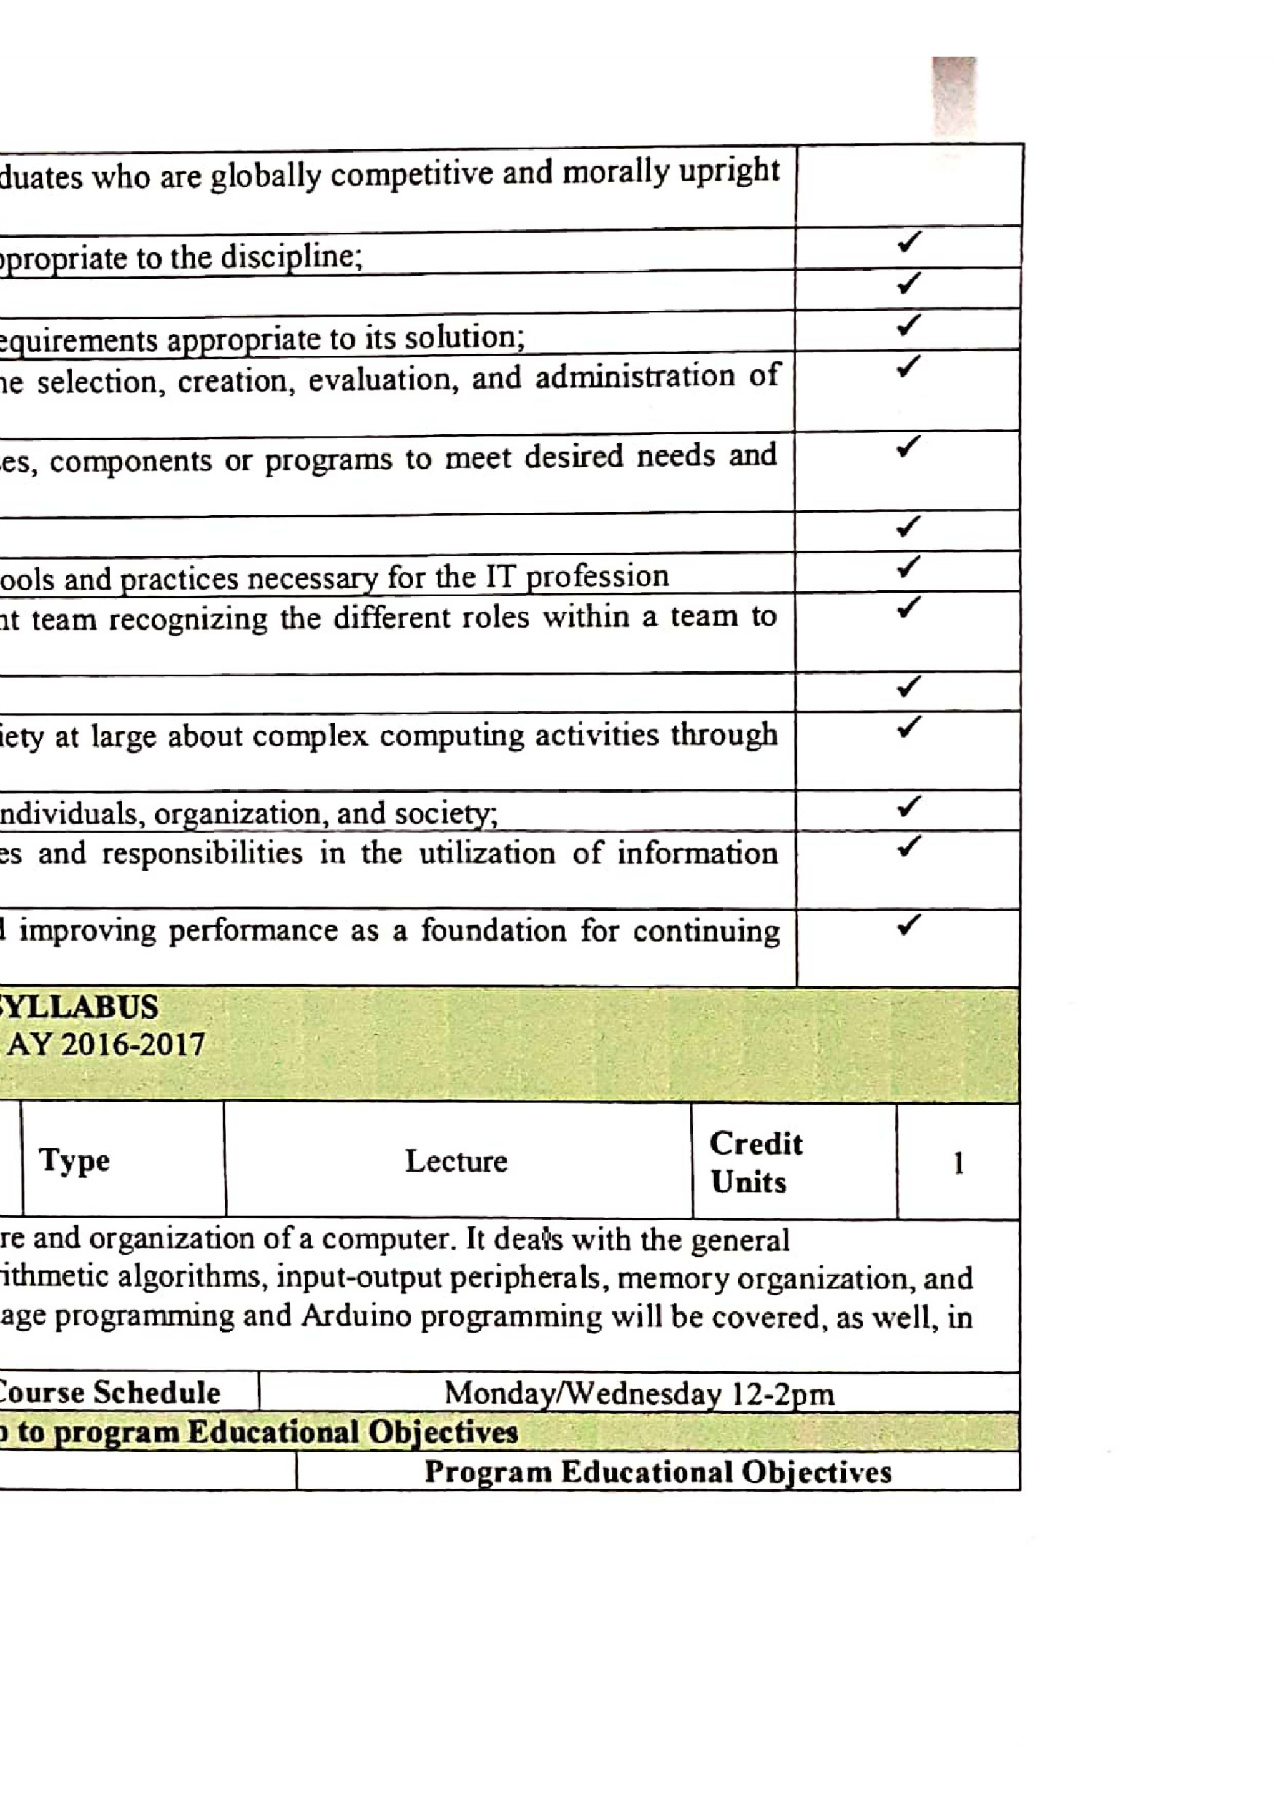 duates who are globally competitive and morally upright
ppropriate to the discipline; ✓
✓
equirements appropriate to its solution; ✓
he selection, creation, evaluation, and administration of ✓
es, components or programs to meet desired needs and ✓
✓
ools and practices necessary for the IT profession ✓
nt team recognizing the different roles within a team to ✓
✓
iety at large about complex computing activities through ✓
ndividuals, organization, and society; ✓
es and responsibilities in the utilization of information ✓
d improving performance as a foundation for continuing ✓
SYLLABUS
AY 2016-2017
Type Lecture Credit Units 1
re and organization of a computer. It deals with the general
ithmetic algorithms, input-output peripherals, memory organization, and
age programming and Arduino programming will be covered, as well, in
Course Schedule Monday/Wednesday 12-2pm
to program Educational Objectives
Program Educational Objectives